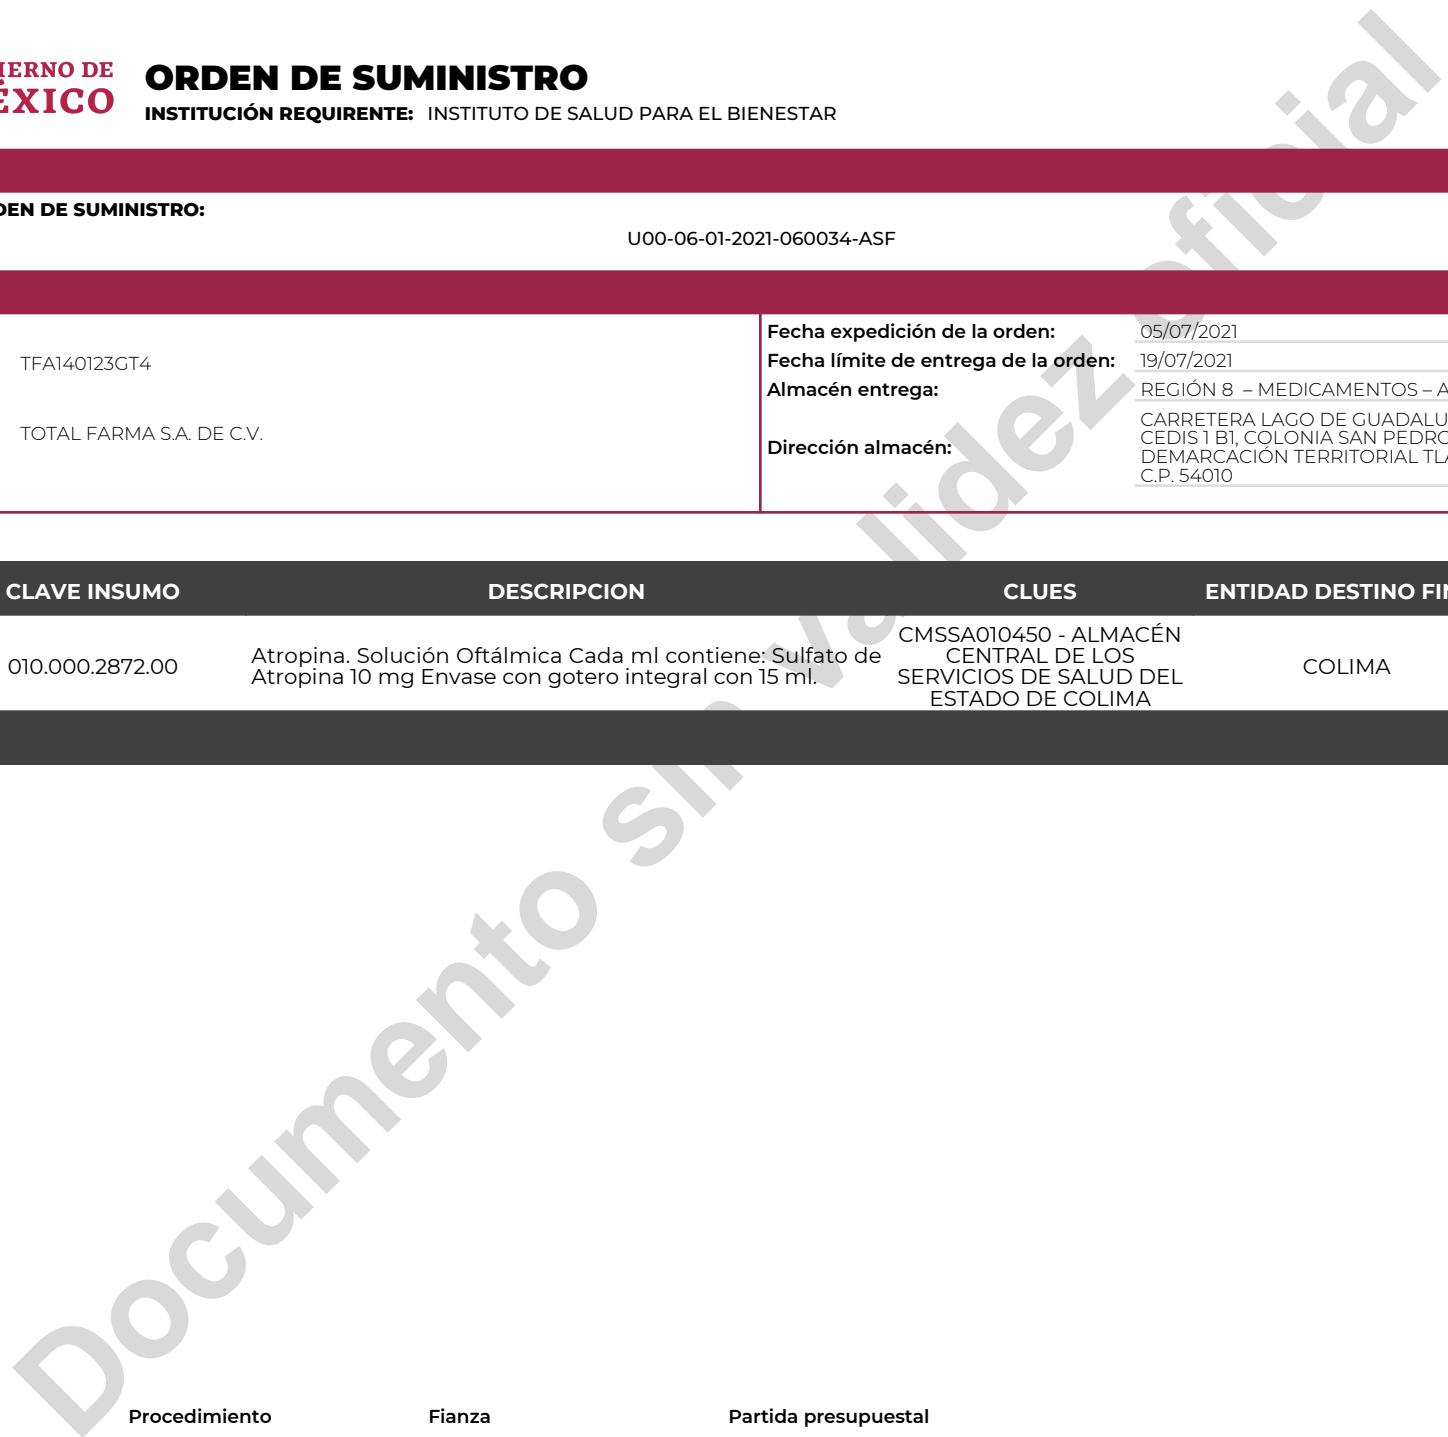 IERNO DE
ÉXICO
ORDEN DE SUMINISTRO
INSTITUCIÓN REQUIRENTE: INSTITUTO DE SALUD PARA EL BIENESTAR
DEN DE SUMINISTRO:
U00-06-01-2021-060034-ASF
TFA140123GT4
TOTAL FARMA S.A. DE C.V.
Fecha expedición de la orden: 05/07/2021
Fecha límite de entrega de la orden: 19/07/2021
Almacén entrega: REGIÓN 8 – MEDICAMENTOS – A
Dirección almacén:
CARRETERA LAGO DE GUADALU
CEDIS 1 B1, COLONIA SAN PEDRO
DEMARCACIÓN TERRITORIAL TLA
C.P. 54010
CLAVE INSUMO DESCRIPCION CLUES ENTIDAD DESTINO FIN
010.000.2872.00
Atropina. Solución Oftálmica Cada ml contiene: Sulfato de
Atropina 10 mg Envase con gotero integral con 15 ml.
CMSSA010450 - ALMACÉN
CENTRAL DE LOS
SERVICIOS DE SALUD DEL
ESTADO DE COLIMA
COLIMA
Documento sin validez oficial
Procedimiento Fianza Partida presupuestal